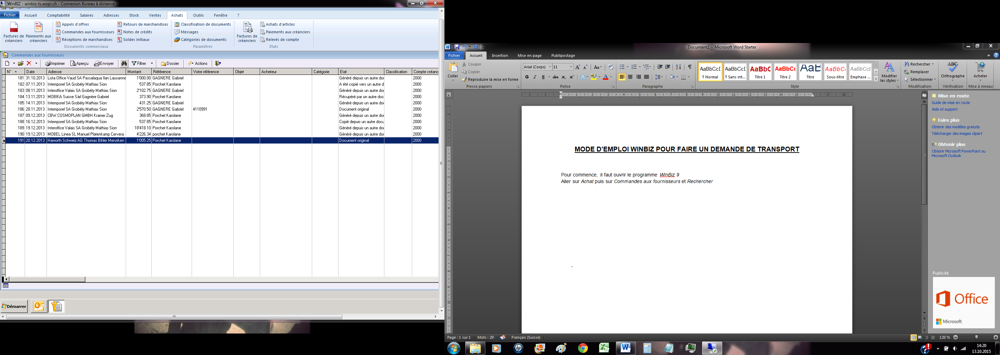 WinBIZ - winbiz-ts.wopr.ch - Connexion Bureau à distance
Fichier Accueil Comptabilité Salaires Adresses Stock Ventes Achats Outils Fenêtre ?
Factures de créanciers
Paiements aux créanciers
Appels d'offres
Commandes aux fournisseurs
Réceptions de marchandises
Retours de marchandises
Notes de crédits
Soldes initiaux
Documents commerciaux
Classification de documents
Messages
Catégories de documents
Paramètres
Factures de créanciers
Achats d'articles
Paiements aux créanciers
Relevés de compte
Etats
Commandes aux fournisseurs
Imprimer Aperçu Envoyer Filtrer Dossier Actions
N° Date Adresse Montant Référence Votre référence Objet Acheteur Catégorie Etat Classification Compte créanc
181 31.10.2013 Lista Office Vaud SA Passalaqua Ilan Lausanne 1'000.00 GAGNERE Gabriel Généré depuis un autre doc 2000
182 07.11.2013 Intemporel SA Grobéty Mathias Sion 537.85 Porchet Karolane A été copié vers un autre d 2000
183 08.11.2013 Interoffice Valais SA Grobéty Mathias Sion 2'102.75 GAGNERE Gabriel Généré depuis un autre doc 2000
184 13.11.2013 MOBIKA Suisse Sàrl Gagnère Gabriel 373.90 Porchet Karolane Récupéré par un autre doc 2000
185 14.11.2013 Intemporel SA Grobéty Mathias Sion 431.25 GAGNERE Gabriel Généré depuis un autre doc 2000
186 28.11.2013 Intemporel SA Grobéty Mathias Sion 2'570.50 GAGNERE Gabriel 4110991 Document original 2000
187 09.12.2013 CBW COSMOPLAN GMBH Kramer Zug 368.85 Porchet Karolane Généré depuis un autre doc 2000
188 16.12.2013 Intemporel SA Grobéty Mathias Sion 537.85 Porchet Karolane Copié depuis un autre docu 2000
189 19.12.2013 Interoffice Valais SA Grobéty Mathias Sion 18'418.10 Porchet Karolane Généré depuis un autre doc 2000
190 19.12.2013 MOBEL Linea SL Manuel Platenkamp Cervera 4'226.34 porchet Karolane Généré depuis un autre doc 2000
191 20.12.2013 Haworth Schweiz AG Thomas Bihler Menziken 1'005.25 Porchet Karolane Document original 2000
Démarrer
Document2 - Microsoft Word Starter
Fichier Accueil Insertion Mise en page Publipostage
Coller
Couper
Copier
Reproduire la mise en forme
Presse-papiers
Arial (Corps) 11
Police
Paragraphe
AaBbCcD AaBbCcD AaBbC AaBbCc AaB AaBbCc AaBbCcD
¶ Normal ¶ Sans int... Titre 1 Titre 2 Titre Sous-titre Emphase ...
Style
Modifier les styles
Rechercher
Remplacer
Sélectionner
Modification
Orthographe
Vérification
Acheter
Mise à niveau
MODE D'EMPLOI WINBIZ POUR FAIRE UN DEMANDE DE TRANSPORT
Pour commence, il faut ouvrir le programme WinBiz 9
Aller sur Achat puis sur Commandes aux fournisseurs et Rechercher
-
Mise en route
Guide de mise en route
Aide et support
Faire plus
Obtenir des modèles gratuits
Télécharger des images clipart
Obtenir plus
Obtenir Microsoft PowerPoint ou
Microsoft Outlook
Publicité
Office
Microsoft
Page : 1 sur 1 Mots : 29 Français (Suisse) 120 %
14:20
13.10.2015